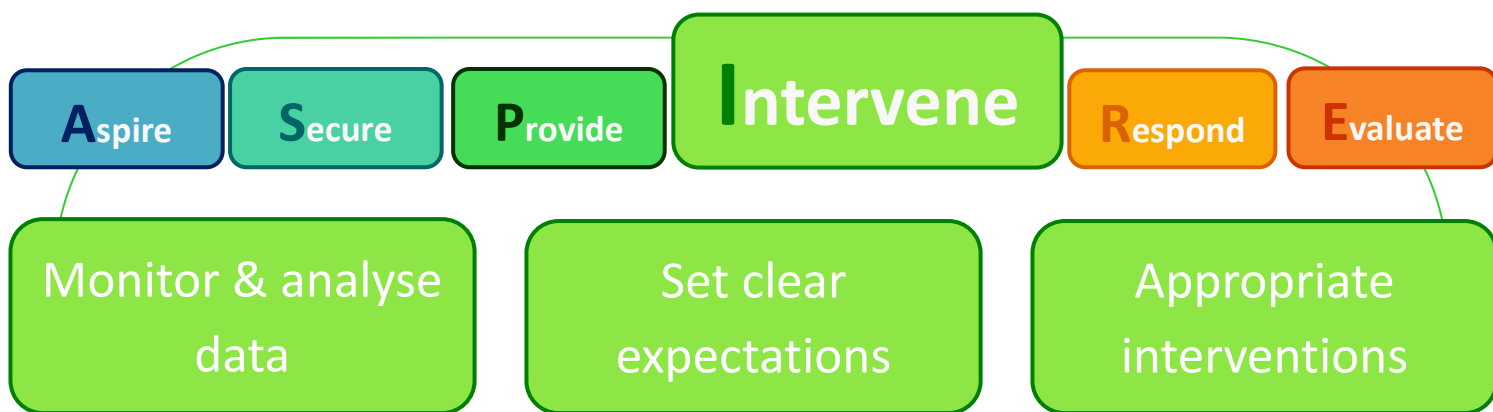 Aspire Secure Provide Intervene Respond Evaluate
Monitor & analyse
data
Set clear
expectations
Appropriate
interventions